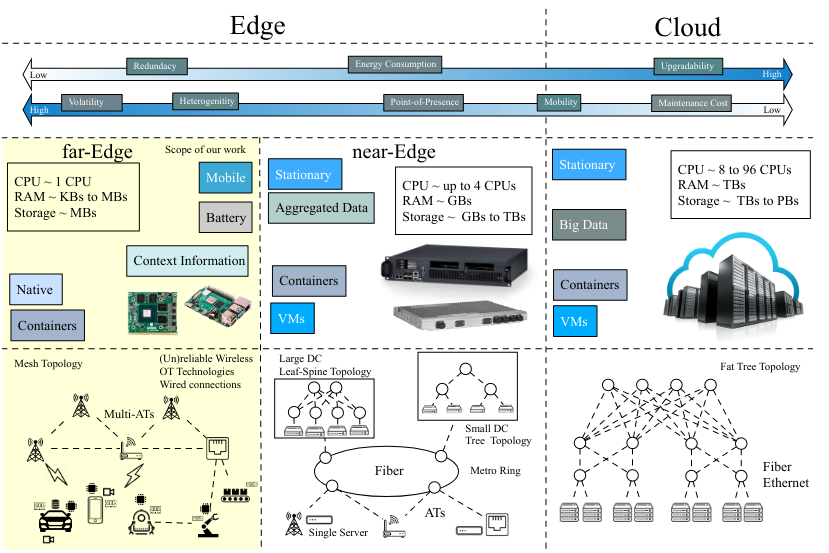 Edge
Cloud
Redundacy
Energy Consumption
Upgradability
Low
High
Volatility
Heterogenitity
Point-of-Presence
Mobility
Maintenance Cost
High
Low
far-Edge
Scope of our work
CPU ~ 1 CPU
RAM ~ KBs to MBs
Storage ~ MBs
Mobile
Battery
Context Information
Native
Containers
near-Edge
Stationary
Aggregated Data
CPU ~ up to 4 CPUs
RAM ~ GBs
Storage ~ GBs to TBs
Containers
VMs
Stationary
CPU ~ 8 to 96 CPUs
RAM ~ TBs
Storage ~ TBs to PBs
Big Data
Containers
VMs
Mesh Topology
(Un)reliable Wireless
OT Technologies
Wired connections
Multi-ATs
Large DC
Leaf-Spine Topology
Small DC
Tree Topology
Fiber
Metro Ring
ATs
Single Server
Fat Tree Topology
Fiber
Ethernet